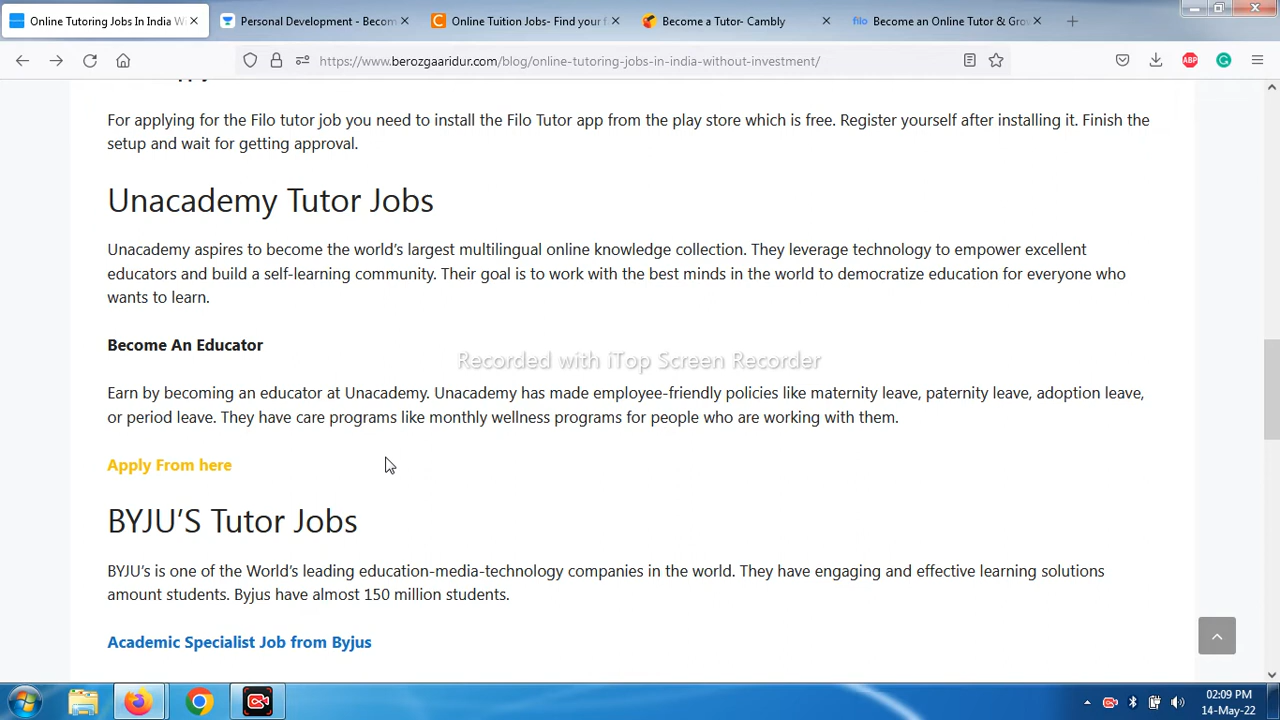 Online Tutoring Jobs In India Wi
Personal Development - Becom
Online Tuition Jobs- Find your f
Become a Tutor- Cambly
filo Become an Online Tutor & Gro
https://www.berozgaaridur.com/blog/online-tutoring-jobs-in-india-without-investment/
ABP
For applying for the Filo tutor job you need to install the Filo Tutor app from the play store which is free. Register yourself after installing it. Finish the
setup and wait for getting approval.
Unacademy Tutor Jobs
Unacademy aspires to become the world's largest multilingual online knowledge collection. They leverage technology to empower excellent
educators and build a self-learning community. Their goal is to work with the best minds in the world to democratize education for everyone who
wants to learn.
Become An Educator
Recorded with iTop Screen Recorder
Earn by becoming an educator at Unacademy. Unacademy has made employee-friendly policies like maternity leave, paternity leave, adoption leave,
or period leave. They have care programs like monthly wellness programs for people who are working with them.
Apply From here
BYJU'S Tutor Jobs
BYJU's is one of the World's leading education-media-technology companies in the world. They have engaging and effective learning solutions
amount students. Byjus have almost 150 million students.
Academic Specialist Job from Byjus
02:09 PM
14-May-22